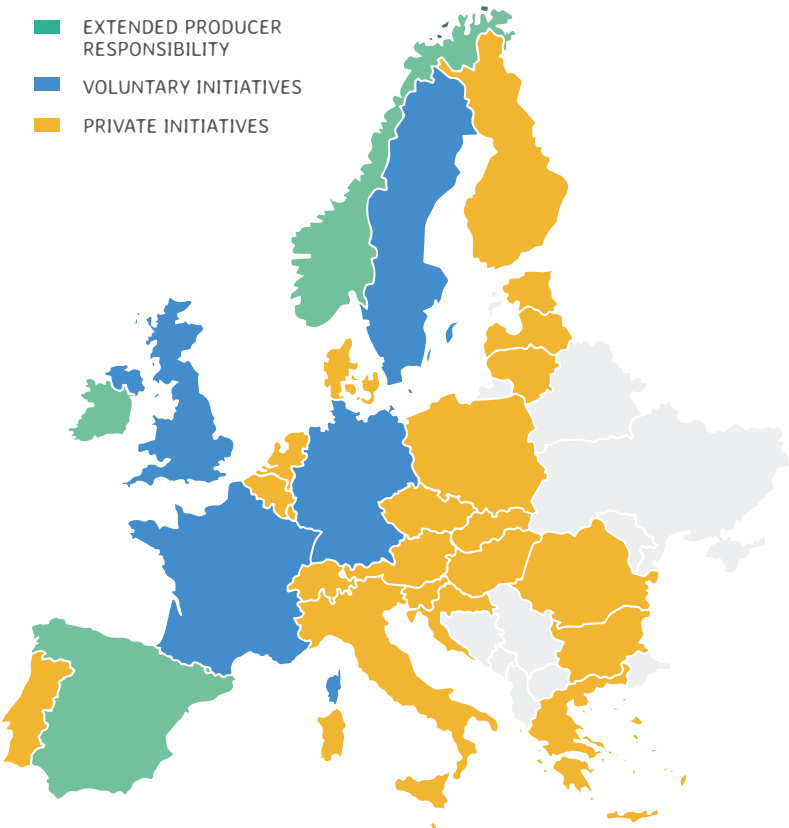 EXTENDED PRODUCER
RESPONSIBILITY
VOLUNTARY INITIATIVES
PRIVATE INITIATIVES